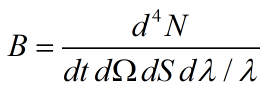 B = d⁴N / dt dΩ dS dλ / λ